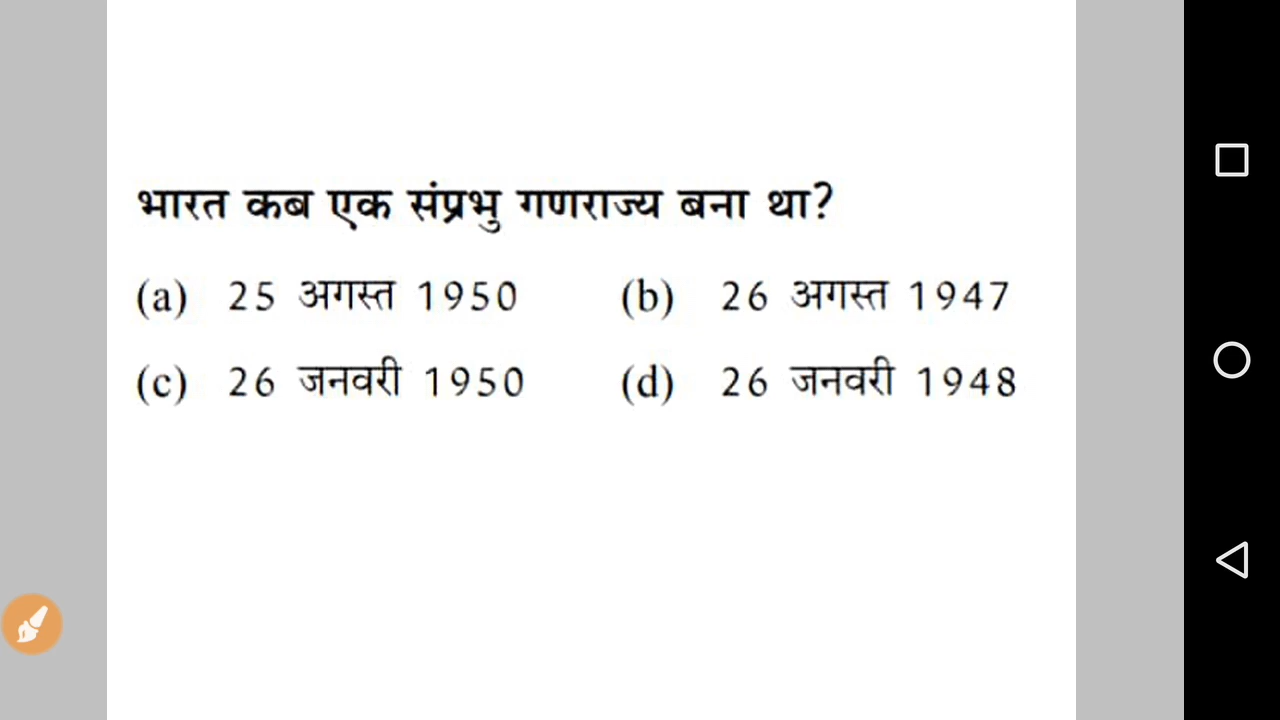 भारत कब एक संप्रभु गणराज्य बना था?
(a) 25 अगस्त 1950 (b) 26 अगस्त 1947
(c) 26 जनवरी 1950 (d) 26 जनवरी 1948